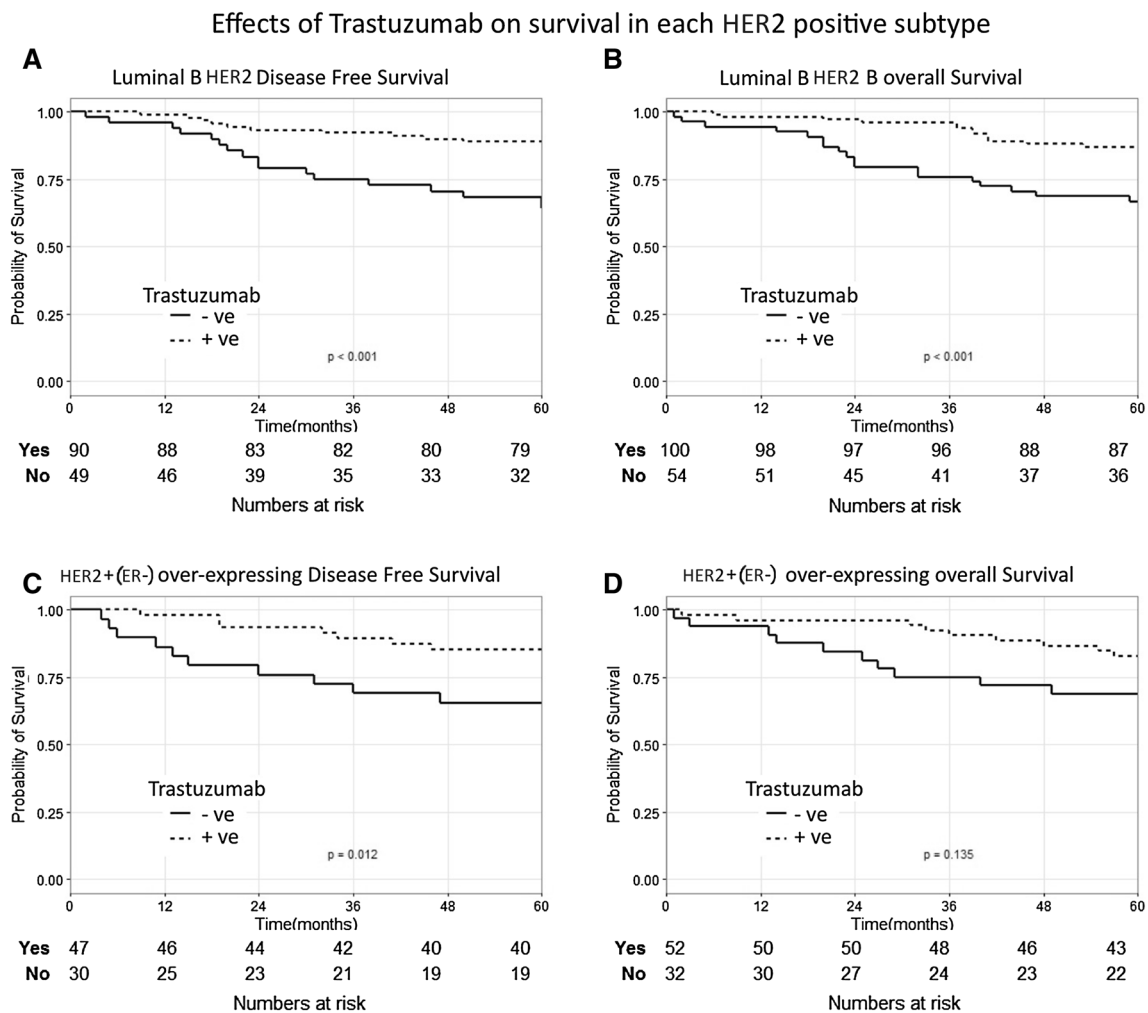 Effects of Trastuzumab on survival in each HER2 positive subtype
A
Luminal B HER2 Disease Free Survival
Probability of Survival
1.00
0.75
0.50
0.25
0.00
Trastuzumab
- ve
+ ve
p < 0.001
0 12 24 36 48 60
Time(months)
Yes 90 88 83 82 80 79
No 49 46 39 35 33 32
Numbers at risk
B
Luminal B HER2 B overall Survival
Probability of Survival
1.00
0.75
0.50
0.25
0.00
Trastuzumab
- ve
+ ve
p < 0.001
0 12 24 36 48 60
Time(months)
Yes 100 98 97 96 88 87
No 54 51 45 41 37 36
Numbers at risk
C
HER2+(ER-) over-expressing Disease Free Survival
Probability of Survival
1.00
0.75
0.50
0.25
0.00
Trastuzumab
- ve
+ ve
p = 0.012
0 12 24 36 48 60
Time(months)
Yes 47 46 44 42 40 40
No 30 25 23 21 19 19
Numbers at risk
D
HER2+(ER-) over-expressing overall Survival
Probability of Survival
1.00
0.75
0.50
0.25
0.00
Trastuzumab
- ve
+ ve
p = 0.135
0 12 24 36 48 60
Time(months)
Yes 52 50 50 48 46 43
No 32 30 27 24 23 22
Numbers at risk